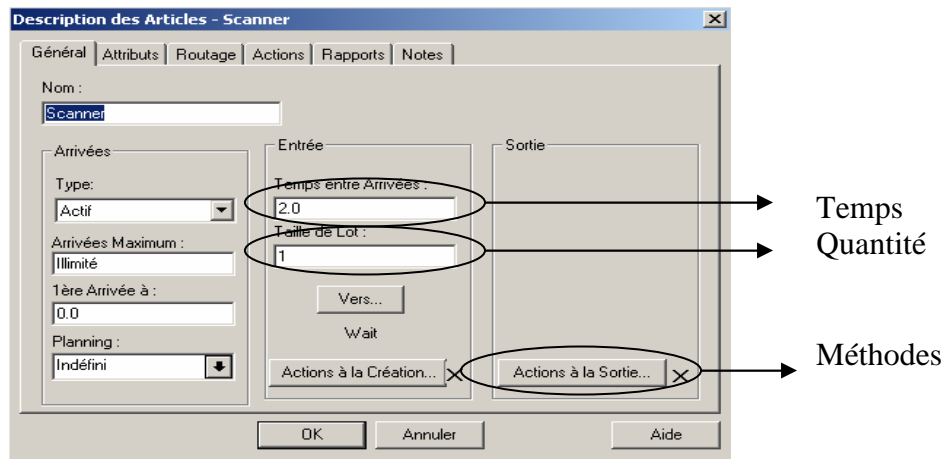 Description des Articles - Scanner
Général Attributs Routage Actions Rapports Notes
Nom :
Scanner
Arrivées
Type:
Actif
Arrivées Maximum :
Illimité
1ère Arrivée à :
0.0
Planning :
Indéfini
Entrée
Temps entre Arrivées :
2.0
Taille de Lot :
1
Vers...
Wait
Actions à la Création...
Sortie
Actions à la Sortie...
OK Annuler Aide
Temps
Quantité
Méthodes